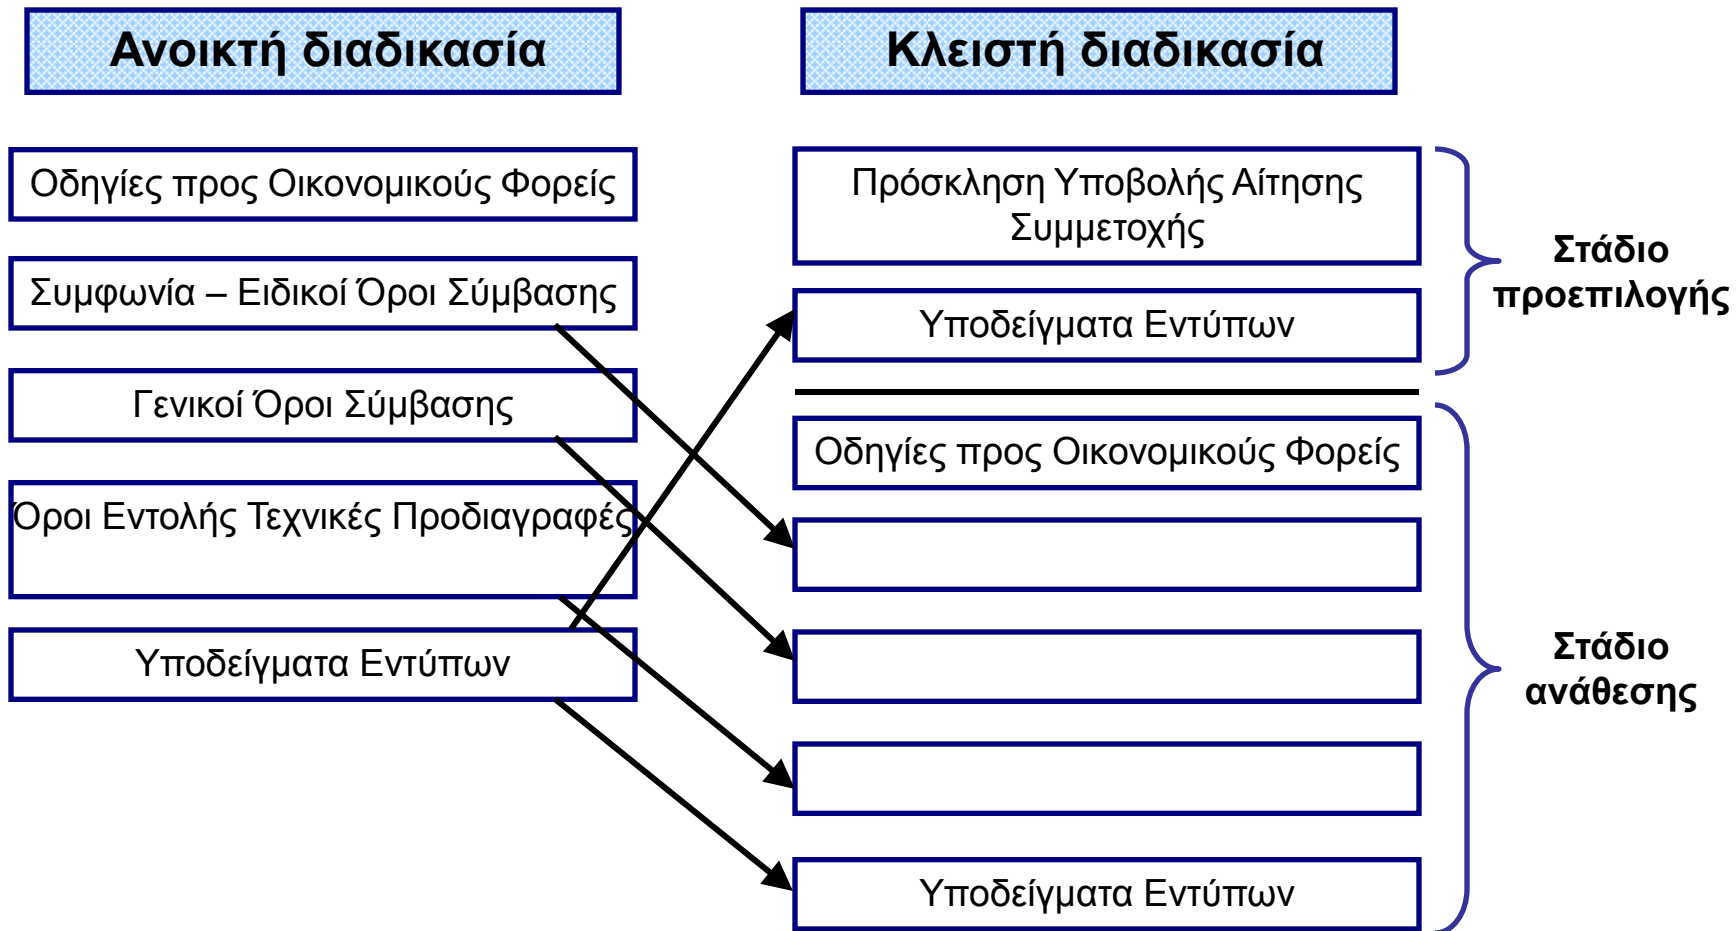 Ανοικτή διαδικασία
Οδηγίες προς Οικονομικούς Φορείς
Συμφωνία – Ειδικοί Όροι Σύμβασης
Γενικοί Όροι Σύμβασης
Όροι Εντολής Τεχνικές Προδιαγραφές
Υποδείγματα Εντύπων
Κλειστή διαδικασία
Πρόσκληση Υποβολής Αίτησης
Συμμετοχής
Υποδείγματα Εντύπων
Στάδιο
προεπιλογής
Οδηγίες προς Οικονομικούς Φορείς
Υποδείγματα Εντύπων
Στάδιο
ανάθεσης